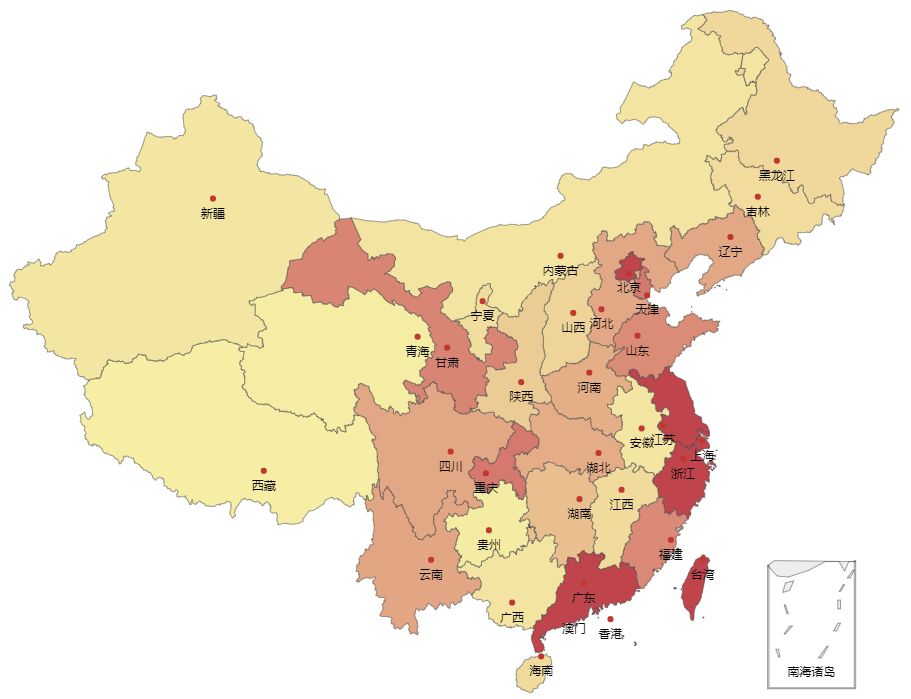 黑龙江
新疆
吉林
辽宁
内蒙古
北京
天津
宁夏
山西
河北
青海
甘肃
山东
陕西
河南
安徽
江苏
上海
四川
湖北
浙江
西藏
重庆
江西
湖南
贵州
福建
云南
台湾
广东
广西
澳门
香港
海南
南海诸岛